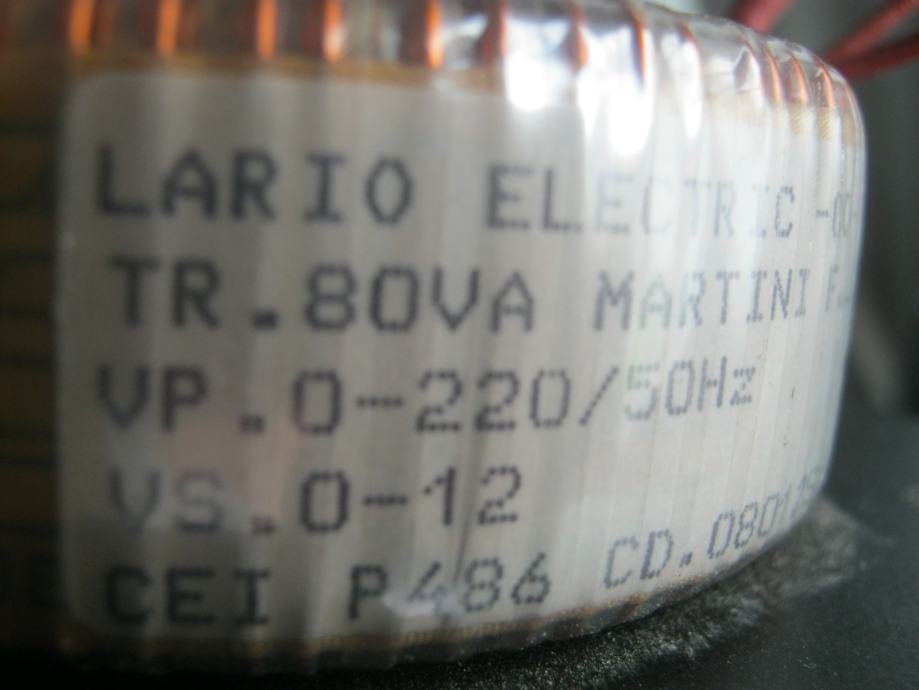 LARIO ELECTRIC
TR.80VA MARTINI
VP.0-220/50Hz
VS.0-12
CEI P486 CD.